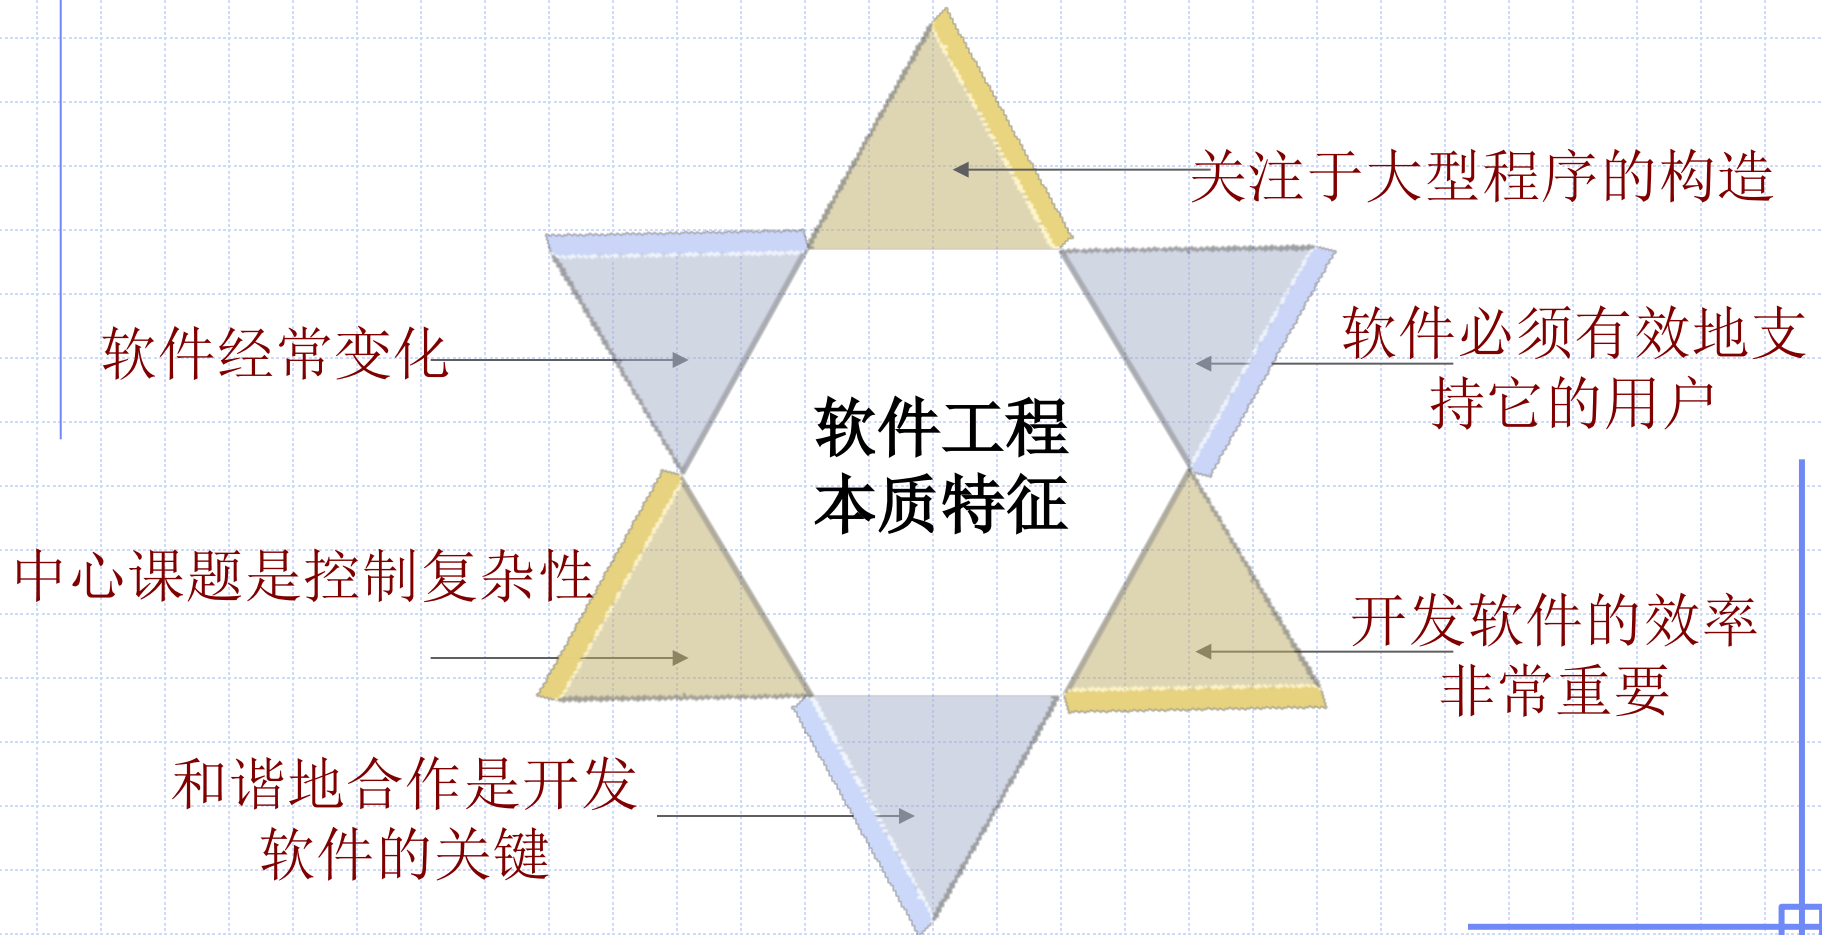 关注于大型程序的构造
软件必须有效地支
持它的用户
软件经常变化
软件工程
本质特征
中心课题是控制复杂性
开发软件的效率
非常重要
和谐地合作是开发
软件的关键